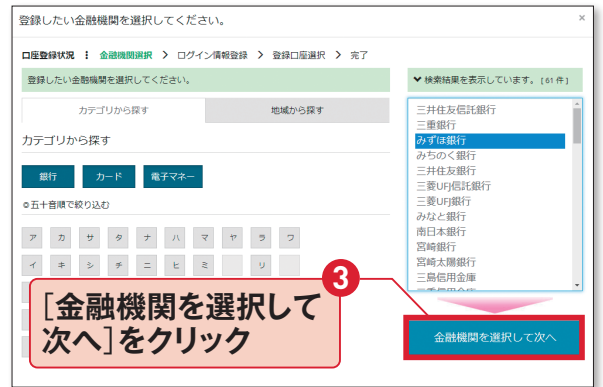 登録したい金融機関を選択してください。
×
口座登録状況 ： 金融機関選択 > ログイン情報登録 > 登録口座選択 > 完了
登録したい金融機関を選択してください。
カテゴリから探す
地域から探す
カテゴリから探す
銀行
カード
電子マネー
五十音順で絞り込む
ア カ サ タ ナ ハ マ ヤ ラ ワ
イ キ シ チ ニ ヒ ミ リ
検索結果を表示しています。 [61件]
三井住友信託銀行
三重銀行
みずほ銀行
みちのく銀行
三井住友銀行
三菱UFJ信託銀行
三菱UFJ銀行
みなと銀行
南日本銀行
宮崎銀行
宮崎太陽銀行
三島信用金庫
金融機関を選択して次へ
3
［金融機関を選択して
次へ］をクリック